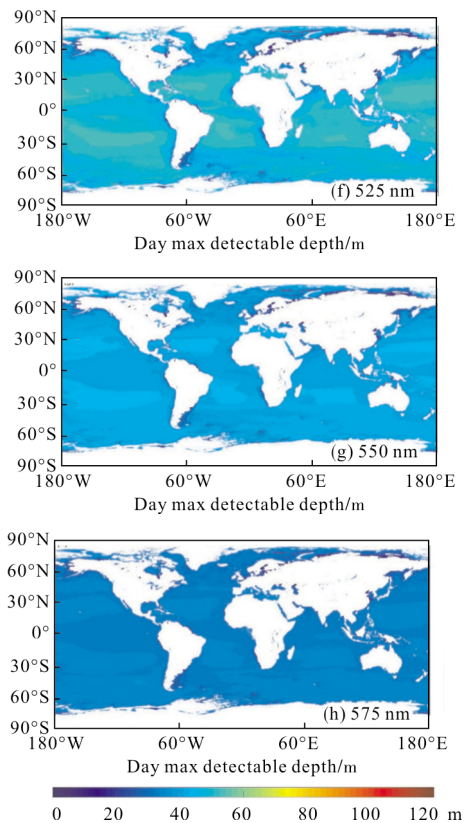 90°N
60°N
30°N
0°
30°S
60°S
90°S
(f) 525 nm
180°W 60°W 60°E 180°E
Day max detectable depth/m
90°N
60°N
30°N
0°
30°S
60°S
90°S
(g) 550 nm
180°W 60°W 60°E 180°E
Day max detectable depth/m
90°N
60°N
30°N
0°
30°S
60°S
90°S
(h) 575 nm
180°W 60°W 60°E 180°E
Day max detectable depth/m
0 20 40 60 80 100 120 m